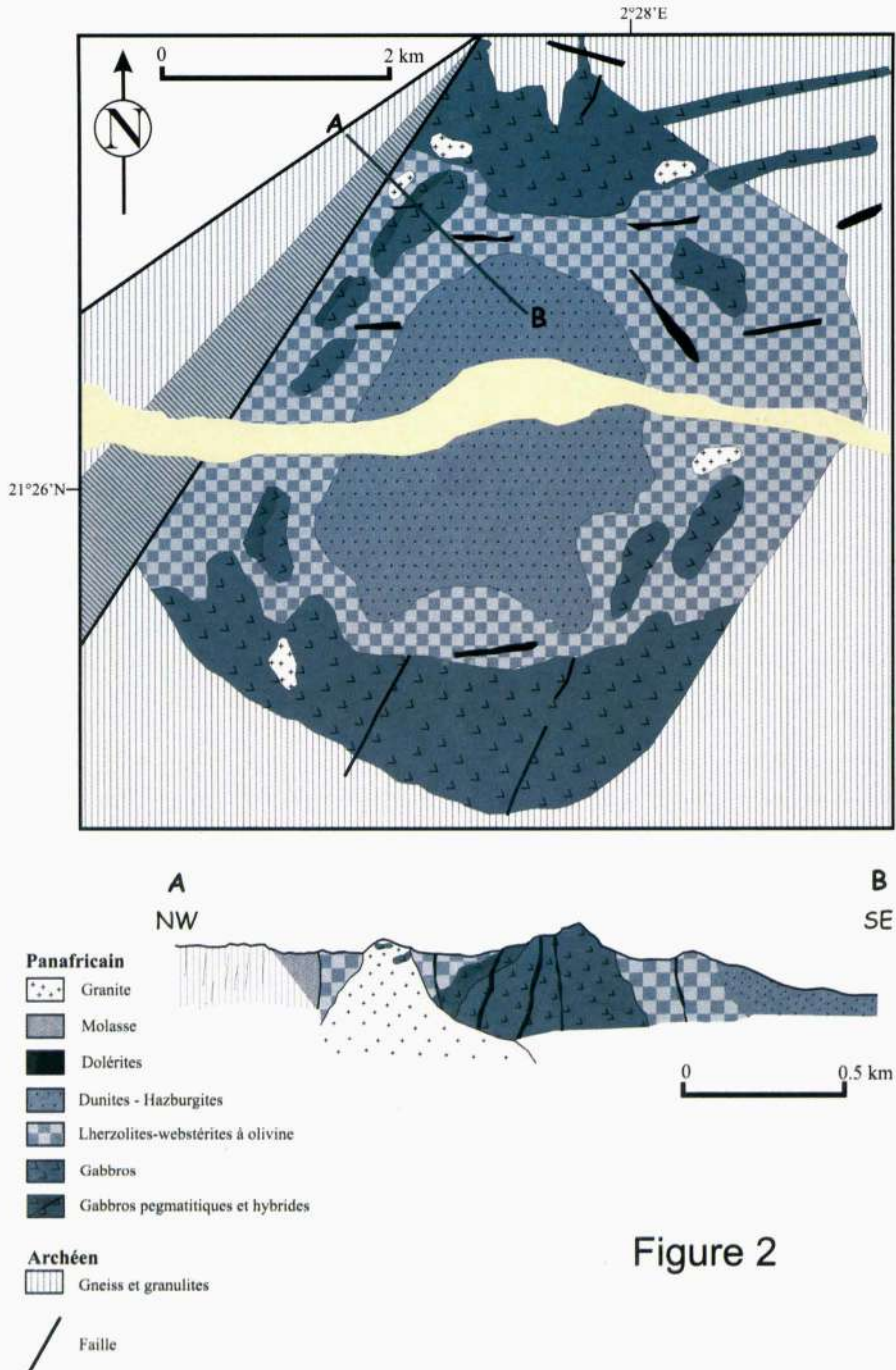 2°28'E
0 2 km
N
A
B
21°26'N
A B
NW SE
Panafricain
Granite
Molasse
Dolérites
Dunites - Hazburgites
Lherzolites-webstérites à olivine
Gabbros
Gabbros pegmatitiques et hybrides
0 0.5 km
Archéen
Gneiss et granulites
Faille
Figure 2